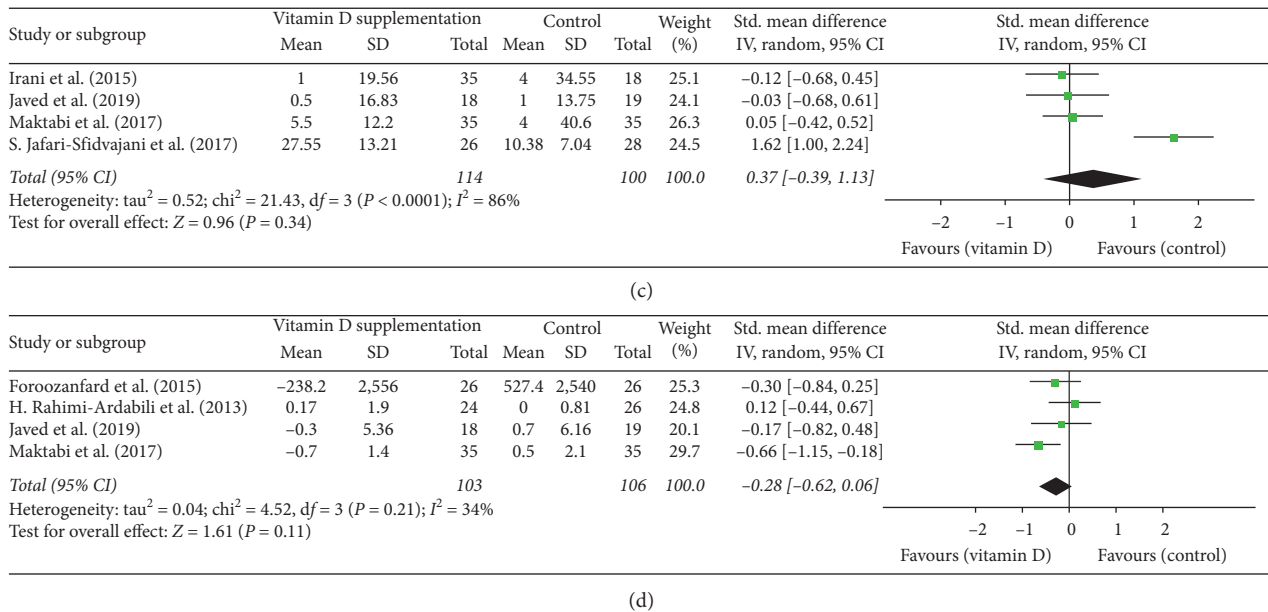 Study or subgroup Vitamin D supplementation Control Weight (%) Std. mean difference Std. mean difference
Mean SD Total Mean SD Total IV, random, 95% CI IV, random, 95% CI
Irani et al. (2015) 1 19.56 35 4 34.55 18 25.1 –0.12 [–0.68, 0.45]
Javed et al. (2019) 0.5 16.83 18 1 13.75 19 24.1 –0.03 [–0.68, 0.61]
Maktabi et al. (2017) 5.5 12.2 35 4 40.6 35 26.3 0.05 [–0.42, 0.52]
S. Jafari-Sfidvajani et al. (2017) 27.55 13.21 26 10.38 7.04 28 24.5 1.62 [1.00, 2.24]
Total (95% CI) 114 100 100.0 0.37 [–0.39, 1.13]
Heterogeneity: tau² = 0.52; chi² = 21.43, df = 3 (P < 0.0001); I² = 86%
Test for overall effect: Z = 0.96 (P = 0.34)
–2 –1 0 1 2
Favours (vitamin D) Favours (control)
(c)
Study or subgroup Vitamin D supplementation Control Weight (%) Std. mean difference Std. mean difference
Mean SD Total Mean SD Total IV, random, 95% CI IV, random, 95% CI
Foroozanfard et al. (2015) –238.2 2,556 26 527.4 2,540 26 25.3 –0.30 [–0.84, 0.25]
H. Rahimi-Ardabili et al. (2013) 0.17 1.9 24 0 0.81 26 24.8 0.12 [–0.44, 0.67]
Javed et al. (2019) –0.3 5.36 18 0.7 6.16 19 20.1 –0.17 [–0.82, 0.48]
Maktabi et al. (2017) –0.7 1.4 35 0.5 2.1 35 29.7 –0.66 [–1.15, –0.18]
Total (95% CI) 103 106 100.0 –0.28 [–0.62, 0.06]
Heterogeneity: tau² = 0.04; chi² = 4.52, df = 3 (P = 0.21); I² = 34%
Test for overall effect: Z = 1.61 (P = 0.11)
–2 –1 0 1 2
Favours (vitamin D) Favours (control)
(d)